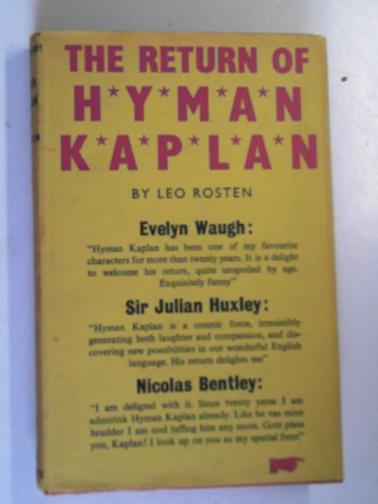 THE RETURN OF
H*Y*M*A*N
K*A*P*L*A*N
BY LEO ROSTEN
Evelyn Waugh:
"Hyman Kaplan has been one of my favourite
characters for more than twenty years. It is a delight
to welcome his return, quite unspoiled by age.
Exquisitely funny"
Sir Julian Huxley:
"Hyman Kaplan is a cosmic force, irresistibly
generating both laughter and compassion, and dis-
covering new possibilities in our wonderful English
language. His return delights me"
Nicolas Bentley:
"I am deligted with it. Since twenty yerse I am
admirink Hyman Kaplan already. Like he vas mine
brudder I am nod luffing him any more. Gott pless
you, Kaplan! I look up on you as my spatial frent"